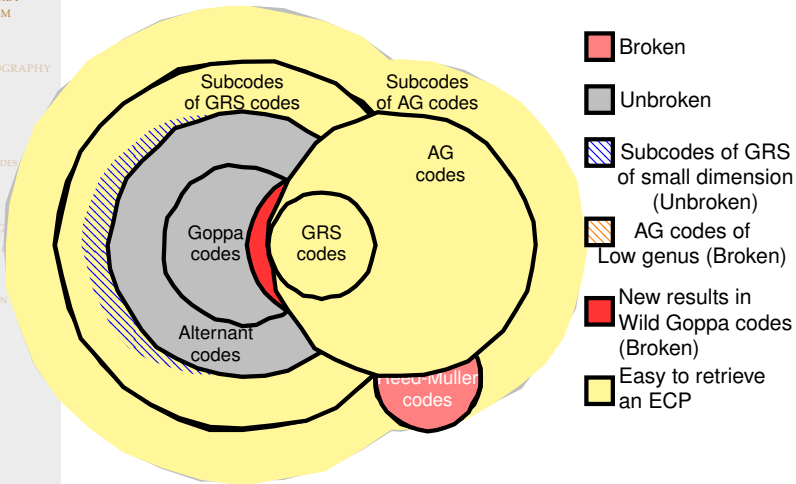 M
OGRAPHY
DES
N
Subcodes
of GRS codes
Subcodes
of AG codes
AG
codes
Goppa
codes
GRS
codes
Alternant
codes
Reed-Muller
codes
Broken
Unbroken
Subcodes of GRS
of small dimension
(Unbroken)
AG codes of
Low genus (Broken)
New results in
Wild Goppa codes
(Broken)
Easy to retrieve
an ECP